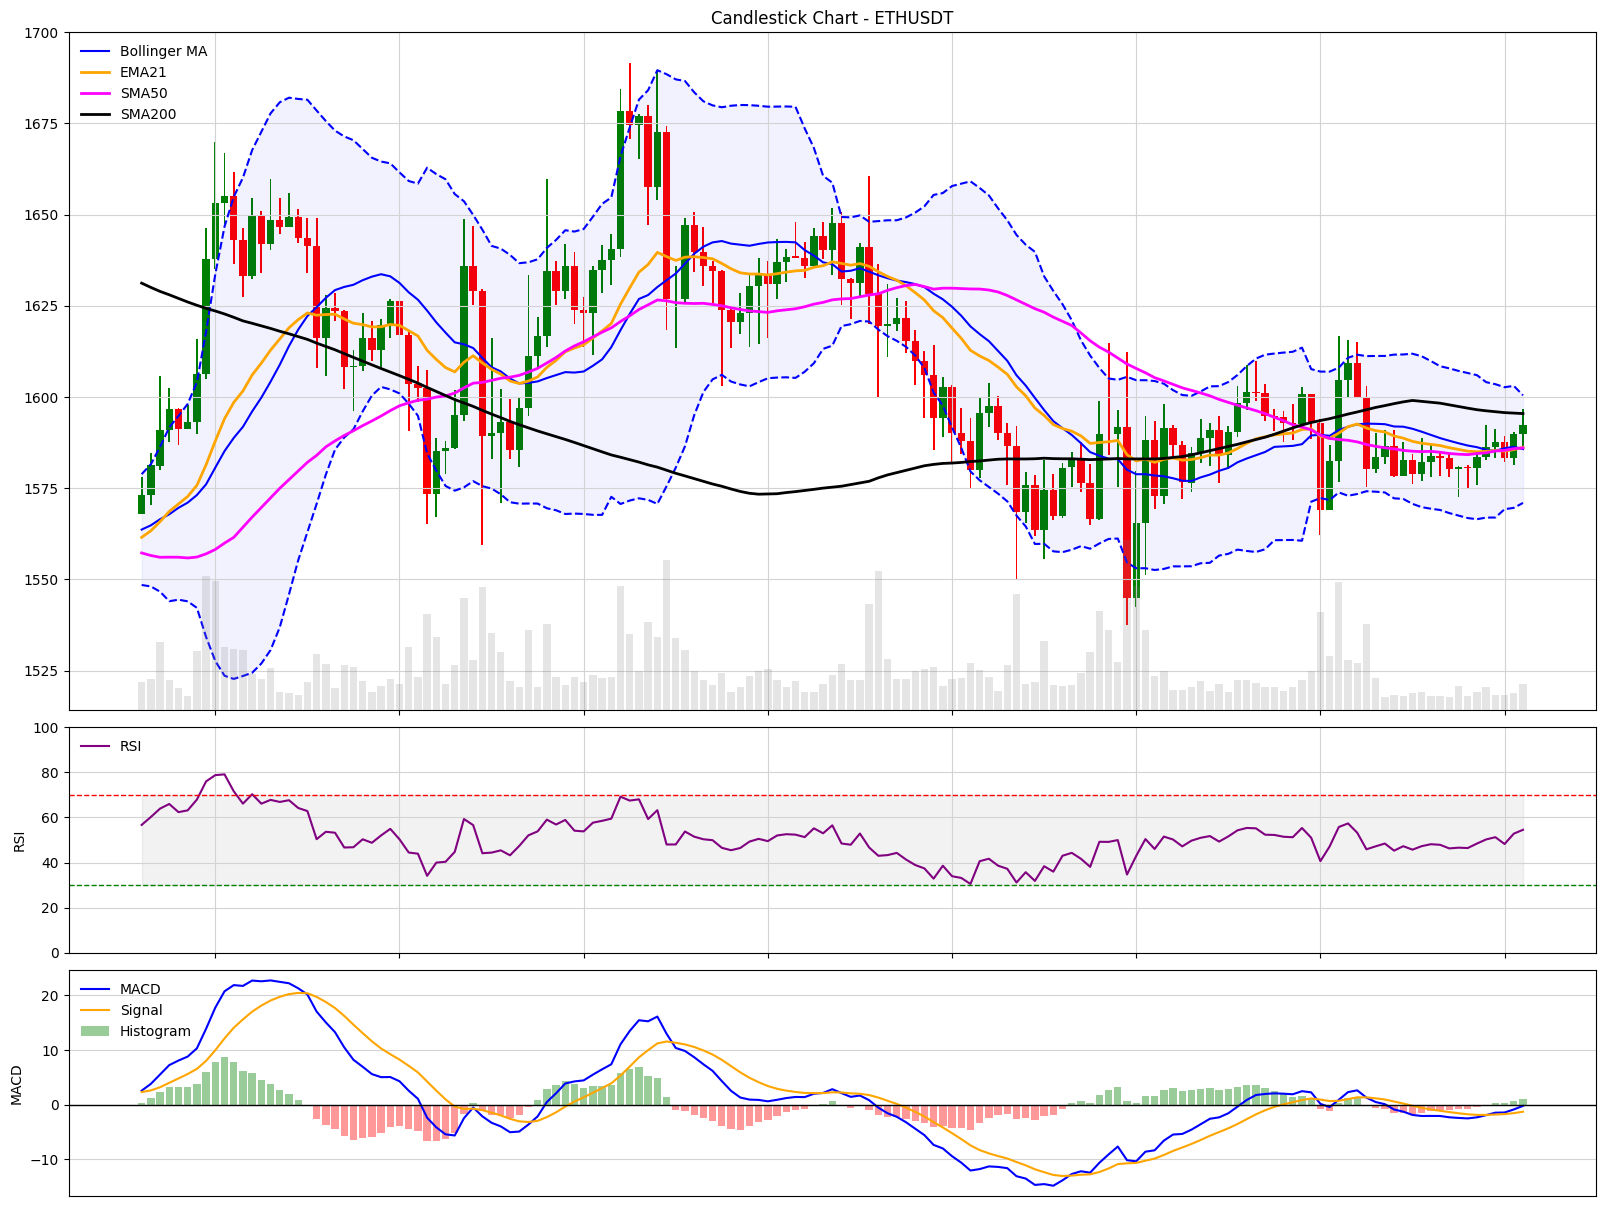 Candlestick Chart - ETHUSDT
1700
1675
1650
1625
1600
1575
1550
1525
Bollinger MA
EMA21
SMA50
SMA200
100
80
60
40
20
0
RSI
RSI
20
10
0
−10
MACD
MACD
Signal
Histogram